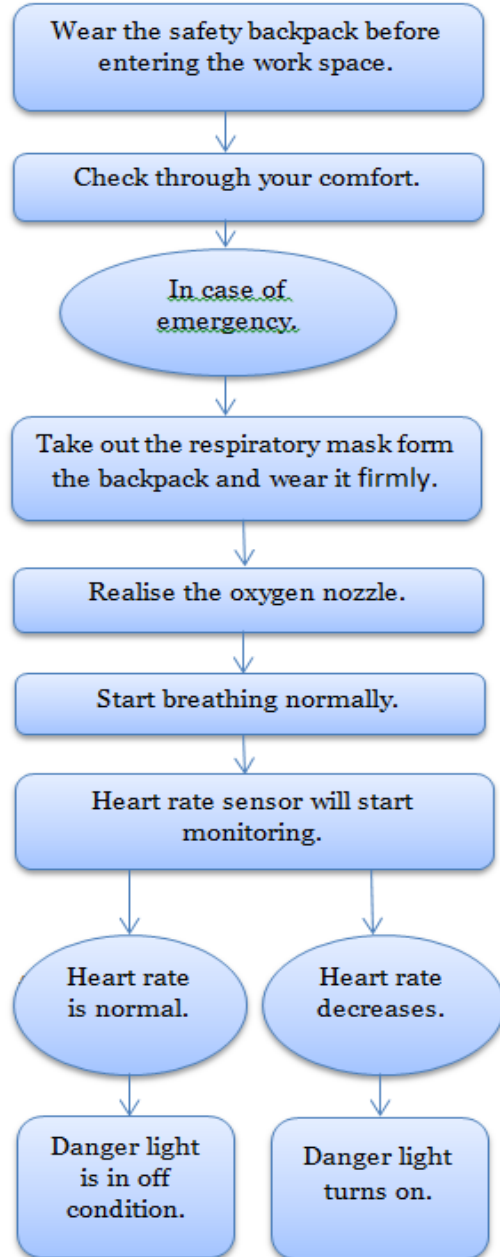 Wear the safety backpack before
entering the work space.
Check through your comfort.
In case of
emergency.
Take out the respiratory mask form
the backpack and wear it firmly.
Realise the oxygen nozzle.
Start breathing normally.
Heart rate sensor will start
monitoring.
Heart rate
is normal.
Heart rate
decreases.
Danger light
is in off
condition.
Danger light
turns on.